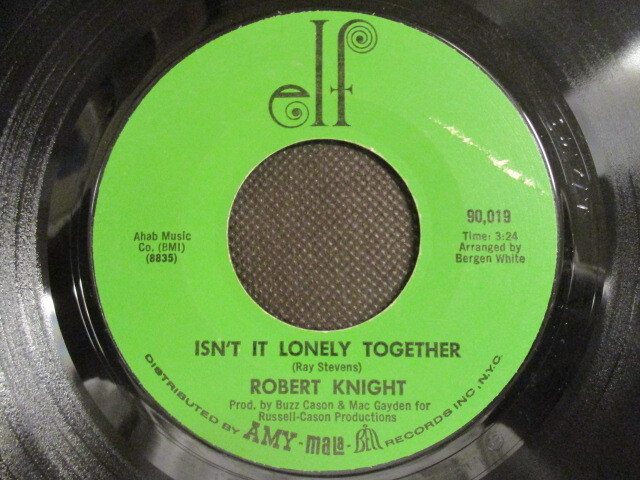 elf
90,019
Time: 3:24
Arranged by
Bergen White
Ahab Music
Co. (BMI)
(8835)
ISN'T IT LONELY TOGETHER
(Ray Stevens)
ROBERT KNIGHT
Prod. by Buzz Cason & Mac Gayden for
Russell-Cason Productions
DISTRIBUTED BY AMY-MALA-BELL RECORDS INC., N.Y.C.